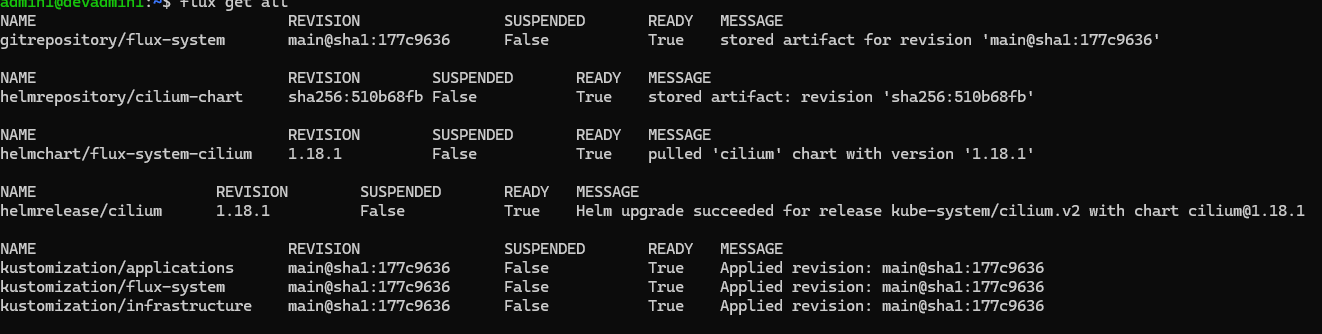 admin1@devadmin1:~$ flux get all
NAME REVISION SUSPENDED READY MESSAGE
gitrepository/flux-system main@sha1:177c9636 False True stored artifact for revision 'main@sha1:177c9636'
NAME REVISION SUSPENDED READY MESSAGE
helmrepository/cilium-chart sha256:510b68fb False True stored artifact: revision 'sha256:510b68fb'
NAME REVISION SUSPENDED READY MESSAGE
helmchart/flux-system-cilium 1.18.1 False True pulled 'cilium' chart with version '1.18.1'
NAME REVISION SUSPENDED READY MESSAGE
helmrelease/cilium 1.18.1 False True Helm upgrade succeeded for release kube-system/cilium.v2 with chart cilium@1.18.1
NAME REVISION SUSPENDED READY MESSAGE
kustomization/applications main@sha1:177c9636 False True Applied revision: main@sha1:177c9636
kustomization/flux-system main@sha1:177c9636 False True Applied revision: main@sha1:177c9636
kustomization/infrastructure main@sha1:177c9636 False True Applied revision: main@sha1:177c9636